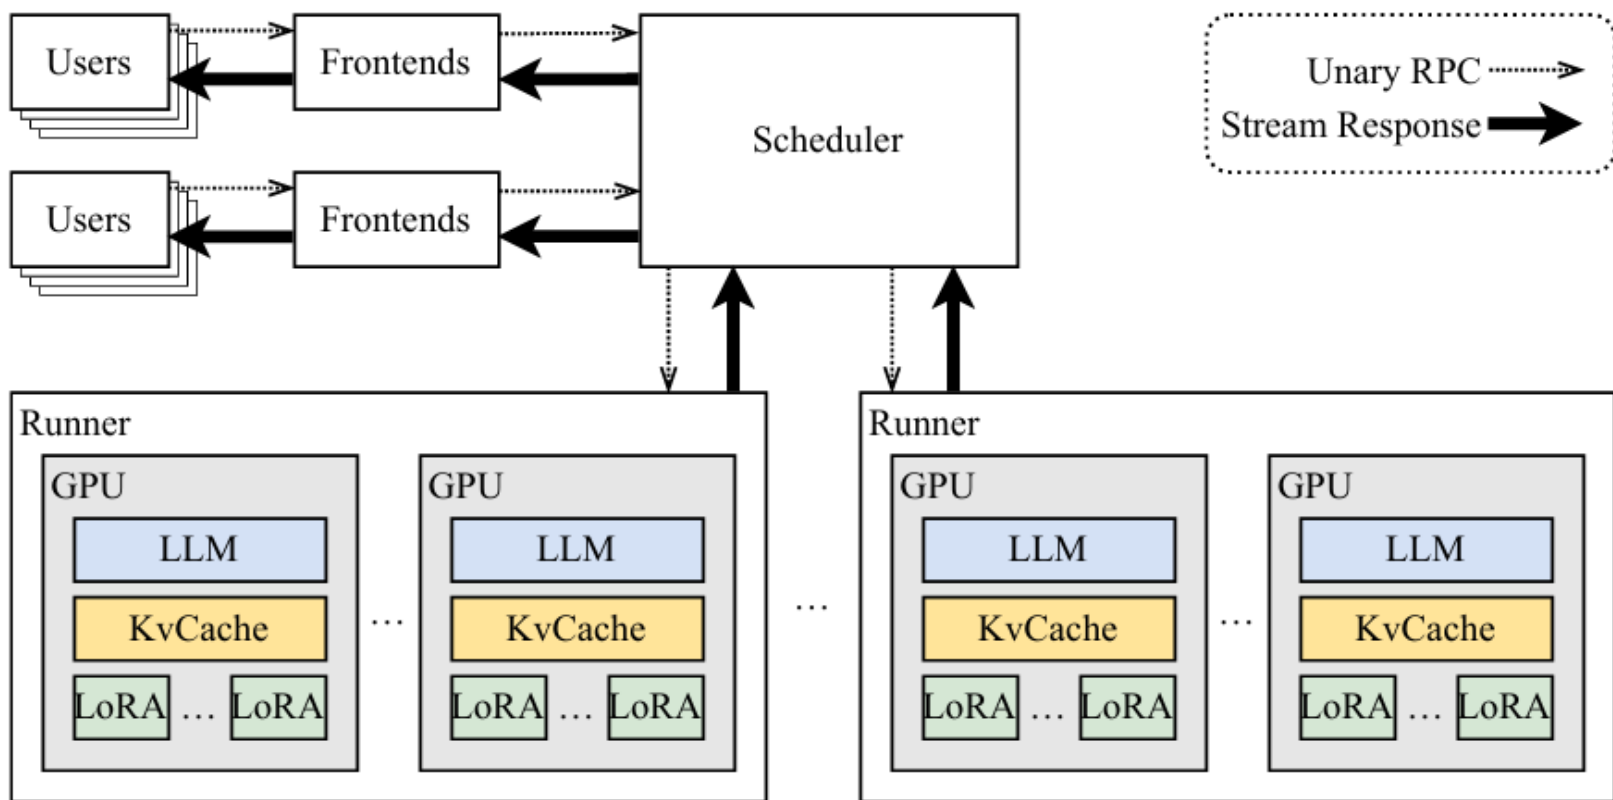 Users
Frontends
Scheduler
Unary RPC
Stream Response
Users
Frontends
Runner
GPU
LLM
KvCache
LoRA ... LoRA
...
GPU
LLM
KvCache
LoRA ... LoRA
...
Runner
GPU
LLM
KvCache
LoRA ... LoRA
...
GPU
LLM
KvCache
LoRA ... LoRA